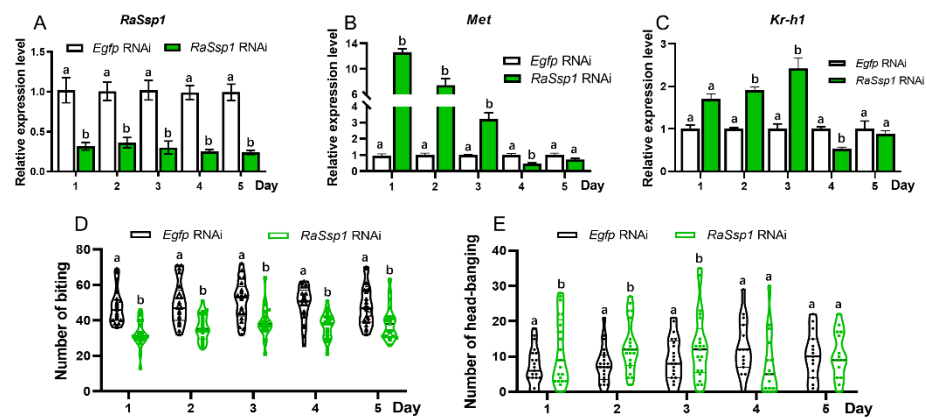 A
RaSsp1
Egfp RNAi
RaSsp1 RNAi
Relative expression level
1.5
1.0
0.5
0.0
a
b
a
b
a
b
a
b
a
b
1 2 3 4 5 Day
B
Met
Egfp RNAi
RaSsp1 RNAi
Relative expression level
14
10
6
4
3
2
1
0
a
b
a
b
a
b
a
b
a
a
1 2 3 4 5 Day
C
Kr-h1
Egfp RNAi
RaSsp1 RNAi
Relative expression level
3
2
1
0
a
a
a
b
a
b
a
b
a
a
1 2 3 4 5 Day
D
Egfp RNAi
RaSsp1 RNAi
Number of biting
80
60
40
20
0
a
b
a
b
a
b
a
b
a
b
1 2 3 4 5 Day
E
Egfp RNAi
RaSsp1 RNAi
Number of head-banging
40
30
20
10
0
a
b
a
b
a
b
a
a
a
a
1 2 3 4 5 Day